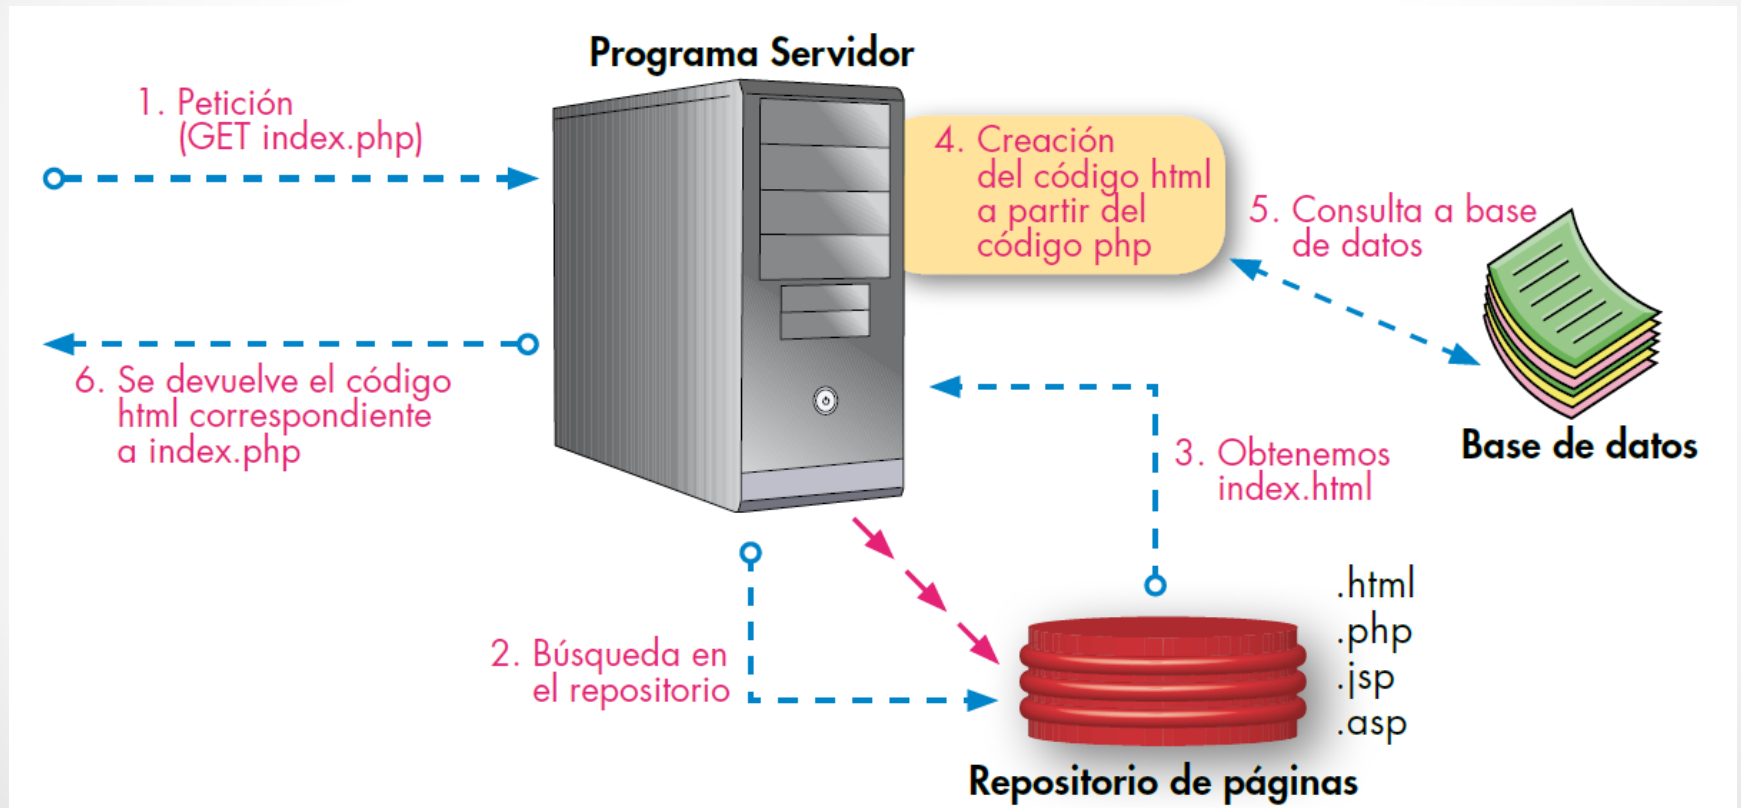 Programa Servidor
1. Petición
(GET index.php)
4. Creación
del código html
a partir del
código php
5. Consulta a base
de datos
Base de datos
6. Se devuelve el código
html correspondiente
a index.php
3. Obtenemos
index.html
2. Búsqueda en
el repositorio
.html
.php
.jsp
.asp
Repositorio de páginas